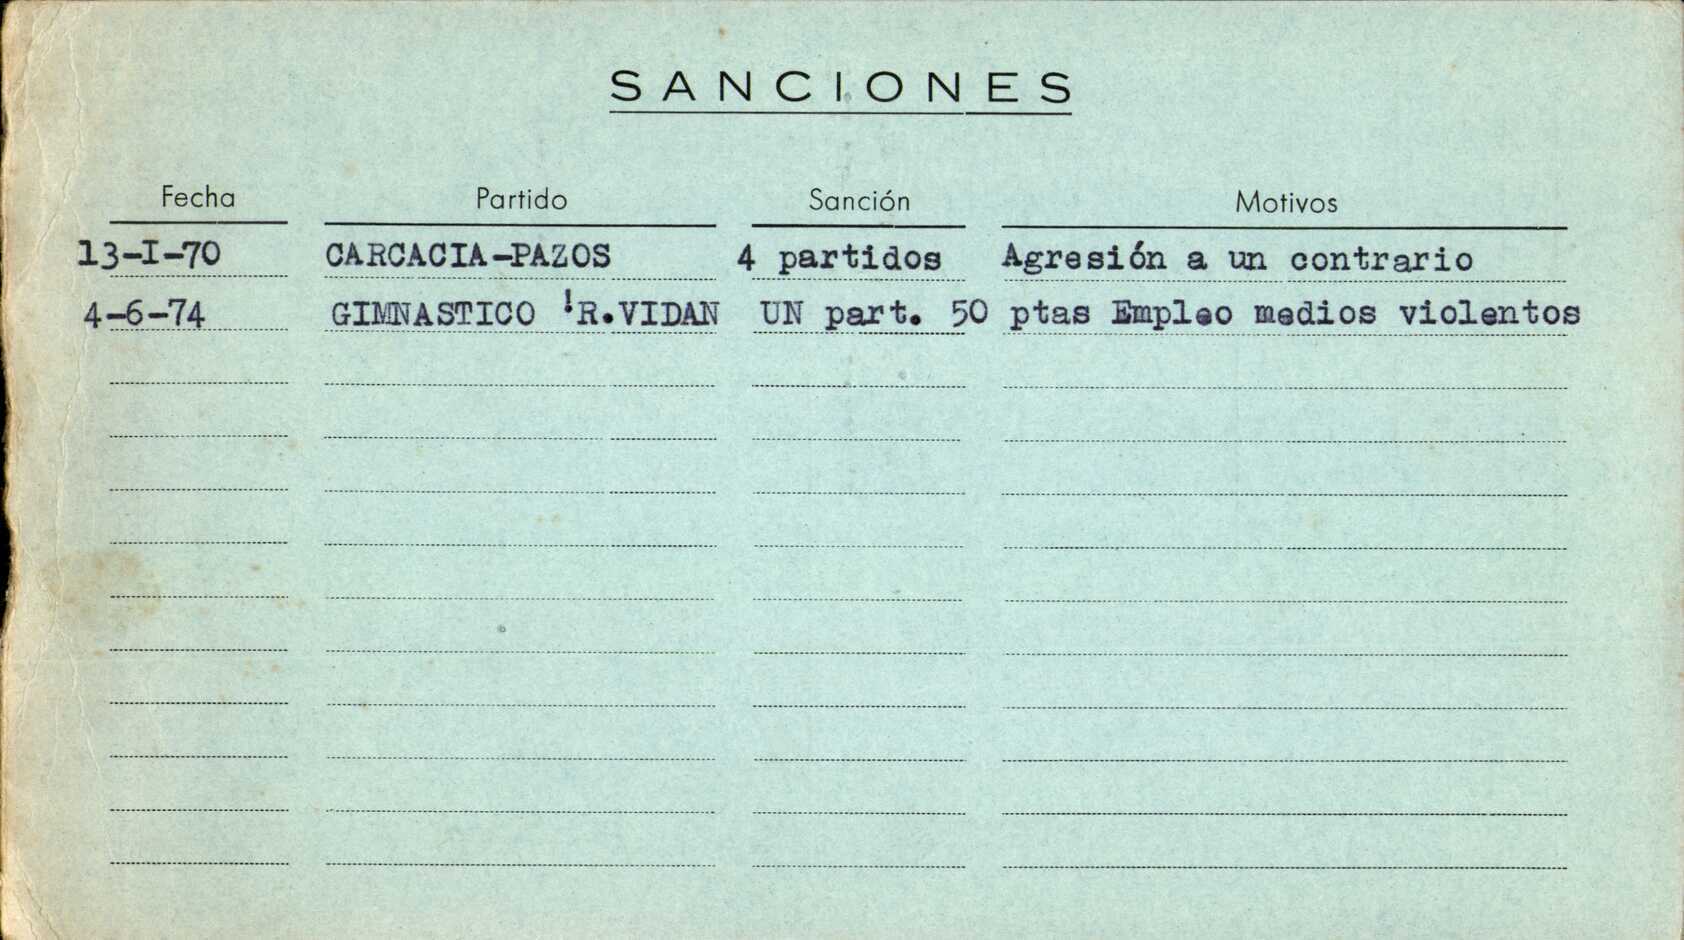 SANCIONES
Fecha Partido Sanción Motivos
13-I-70 CARCACIA-PAZOS 4 partidos Agresión a un contrario
4-6-74 GIMNASTICO !R.VIDAN UN part. 50 ptas Empleo medios violentos